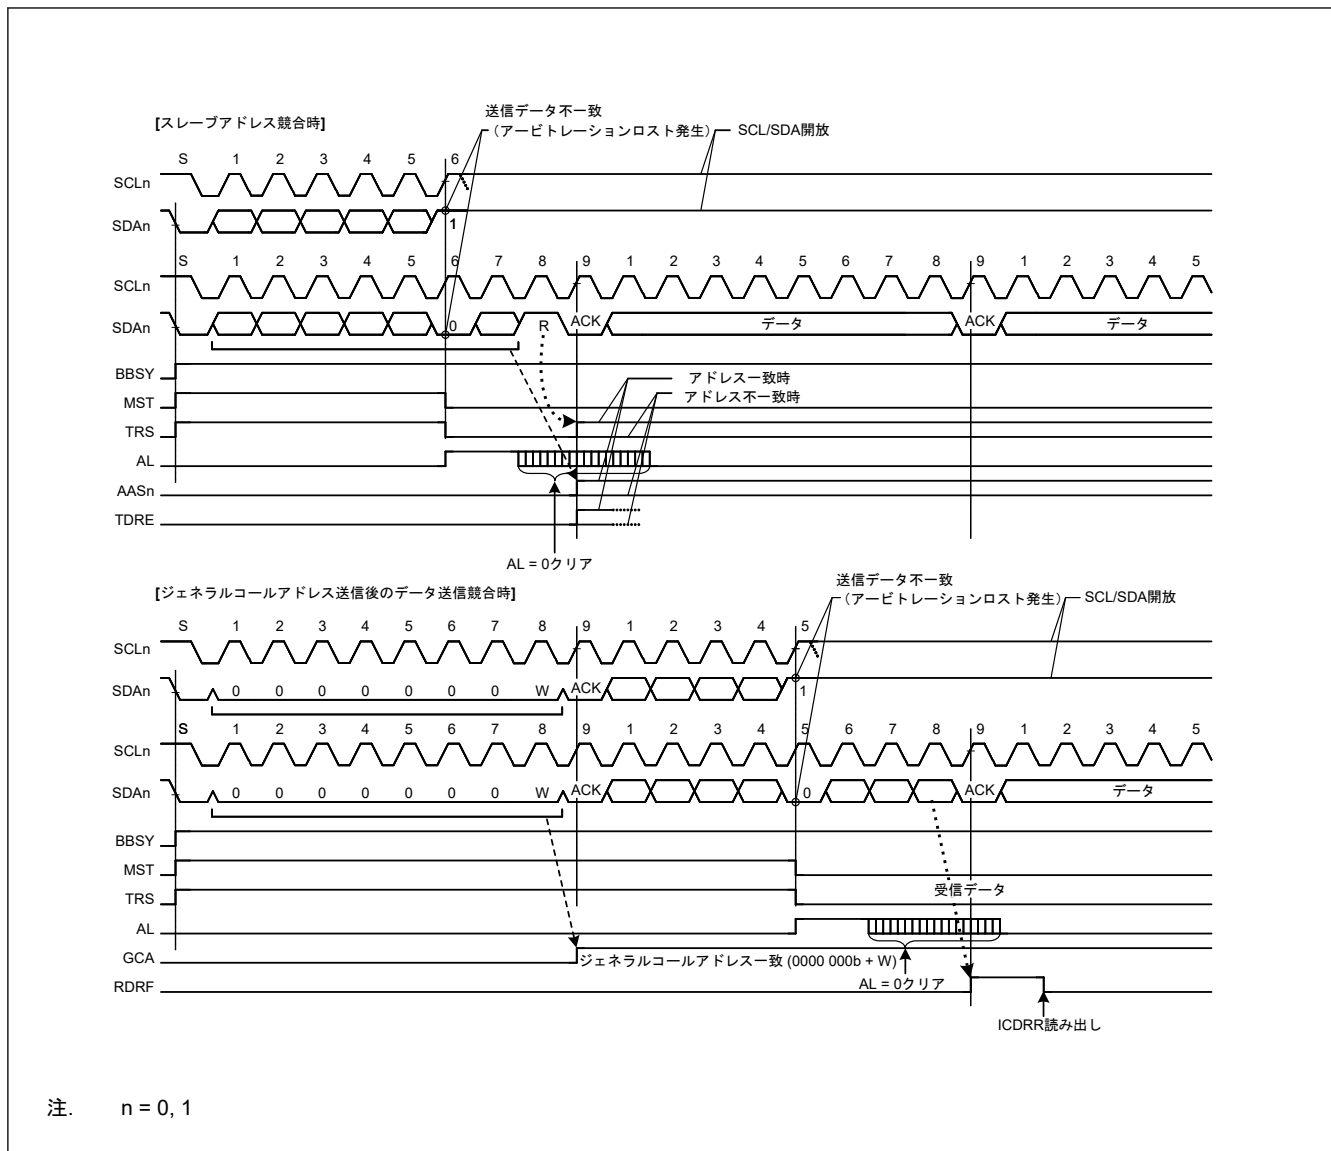 [スレーブアドレス競合時]
送信データ不一致
(アービトレーションロスト発生)
SCL/SDA開放
S 1 2 3 4 5 6
SCLn
SDAn
1
S 1 2 3 4 5 6 7 8 9 1 2 3 4 5 6 7 8 9 1 2 3 4 5
SCLn
SDAn
0 R ACK データ ACK データ
BBSY
アドレス一致時
MST
アドレス不一致時
TRS
AL
AASn
TDRE
AL = 0クリア
[ジェネラルコールアドレス送信後のデータ送信競合時]
送信データ不一致
(アービトレーションロスト発生)
SCL/SDA開放
S 1 2 3 4 5 6 7 8 9 1 2 3 4 5
SCLn
SDAn
0 0 0 0 0 0 0 W ACK 1
S 1 2 3 4 5 6 7 8 9 1 2 3 4 5 6 7 8 9 1 2 3 4 5
SCLn
SDAn
0 0 0 0 0 0 0 W ACK 0 ACK データ
BBSY
MST
TRS
受信データ
AL
GCA
ジェネラルコールアドレス一致 (0000 000b + W)
RDRF
AL = 0クリア
ICDRR読み出し
注. n = 0, 1